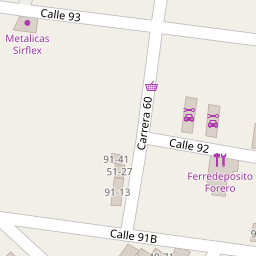 Calle 93
Metalicas
Sirflex
Carrera 60
Calle 92
91-41
51-27
Ferredeposito
Forero
91-13
Calle 91B